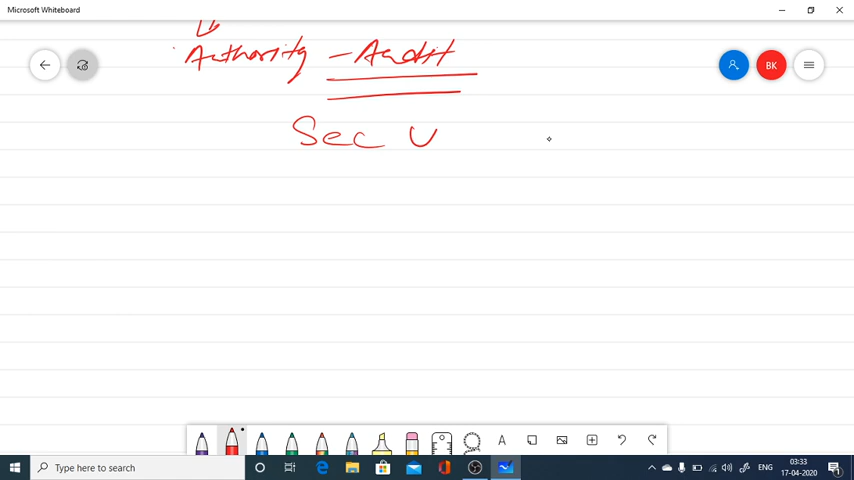 Microsoft Whiteboard
Authority - Audit
BK
Sec U
Type here to search
ENG
03:33
17-04-2020